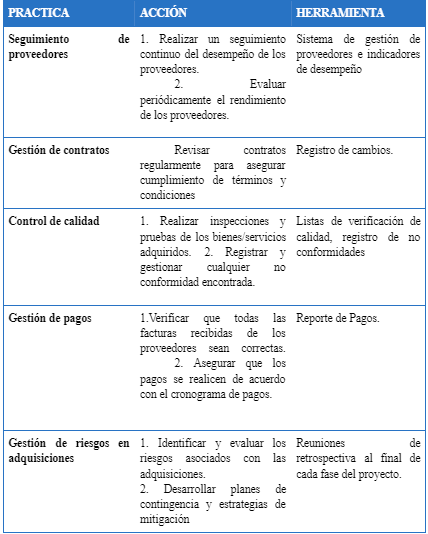 PRACTICA ACCIÓN HERRAMIENTA
Seguimiento de
proveedores
1. Realizar un seguimiento
continuo del desempeño de los
proveedores.
2. Evaluar
periódicamente el rendimiento
de los proveedores.
Sistema de gestión de
proveedores e indicadores
de desempeño
Gestión de contratos
Revisar contratos
regularmente para asegurar
cumplimiento de términos y
condiciones
Registro de cambios.
Control de calidad
1. Realizar inspecciones y
pruebas de los bienes/servicios
adquiridos. 2. Registrar y
gestionar cualquier no
conformidad encontrada.
Listas de verificación de
calidad, registro de no
conformidades
Gestión de pagos
1.Verificar que todas las
facturas recibidas de los
proveedores sean correctas.
2. Asegurar que los
pagos se realicen de acuerdo
con el cronograma de pagos.
Reporte de Pagos.
Gestión de riesgos en
adquisiciones
1. Identificar y evaluar los
riesgos asociados con las
adquisiciones.
2. Desarrollar planes de
contingencia y estrategias de
mitigación
Reuniones de
retrospectiva al final de
cada fase del proyecto.